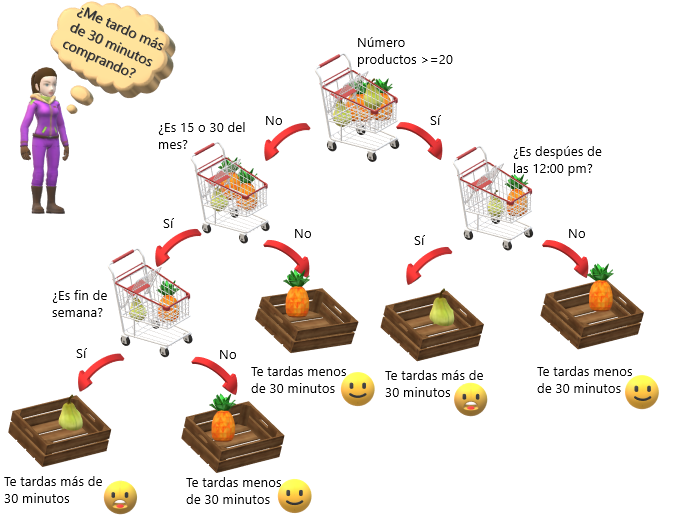 ¿Me tardo más
de 30 minutos
comprando?
Número
productos >=20
No
Sí
¿Es 15 o 30 del
mes?
¿Es despúes de
las 12:00 pm?
Sí
No
Sí
No
¿Es fin de
semana?
Te tardas menos
de 30 minutos
Te tardas más de
30 minutos
Te tardas menos
de 30 minutos
Sí
No
Te tardas más de
30 minutos
Te tardas menos
de 30 minutos